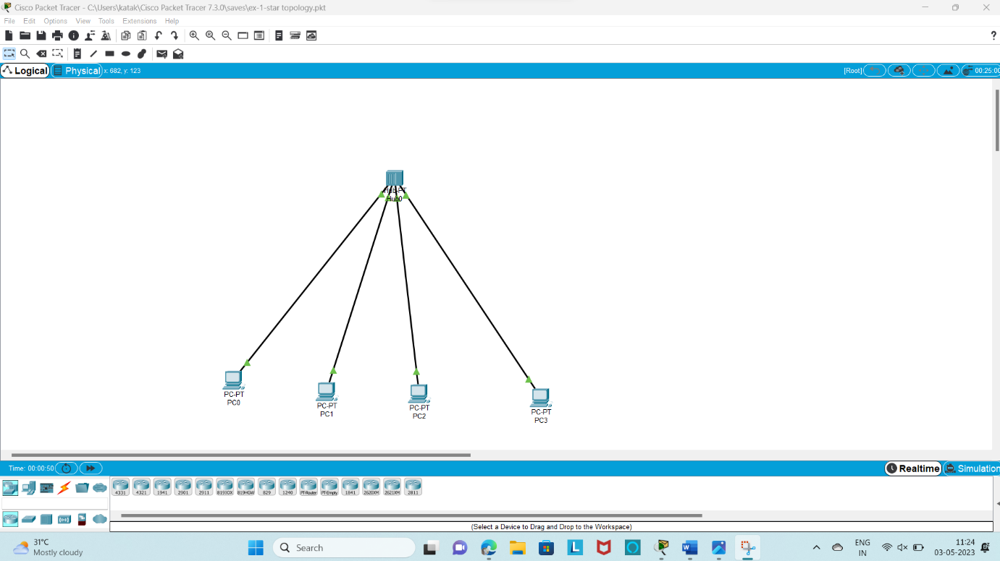 Cisco Packet Tracer - C:\Users\katak\Cisco Packet Tracer 7.3.0\saves\ex-1-star topology.pkt
File Edit Options View Tools Extensions Help
Logical Physical x: 682, y: 123 [Root] 00:25:00
Hub-PT
Hub0
PC-PT
PC0
PC-PT
PC1
PC-PT
PC2
PC-PT
PC3
Time: 00:00:50 Realtime Simulation
4331 4321 1941 2901 2911 819IOX 819HGW 829 1240 PT-Router PT-Empty 1841 2620XM 2621XM 2811
(Select a Device to Drag and Drop to the Workspace)
31°C
Mostly cloudy
Search
ENG
IN
11:24
03-05-2023